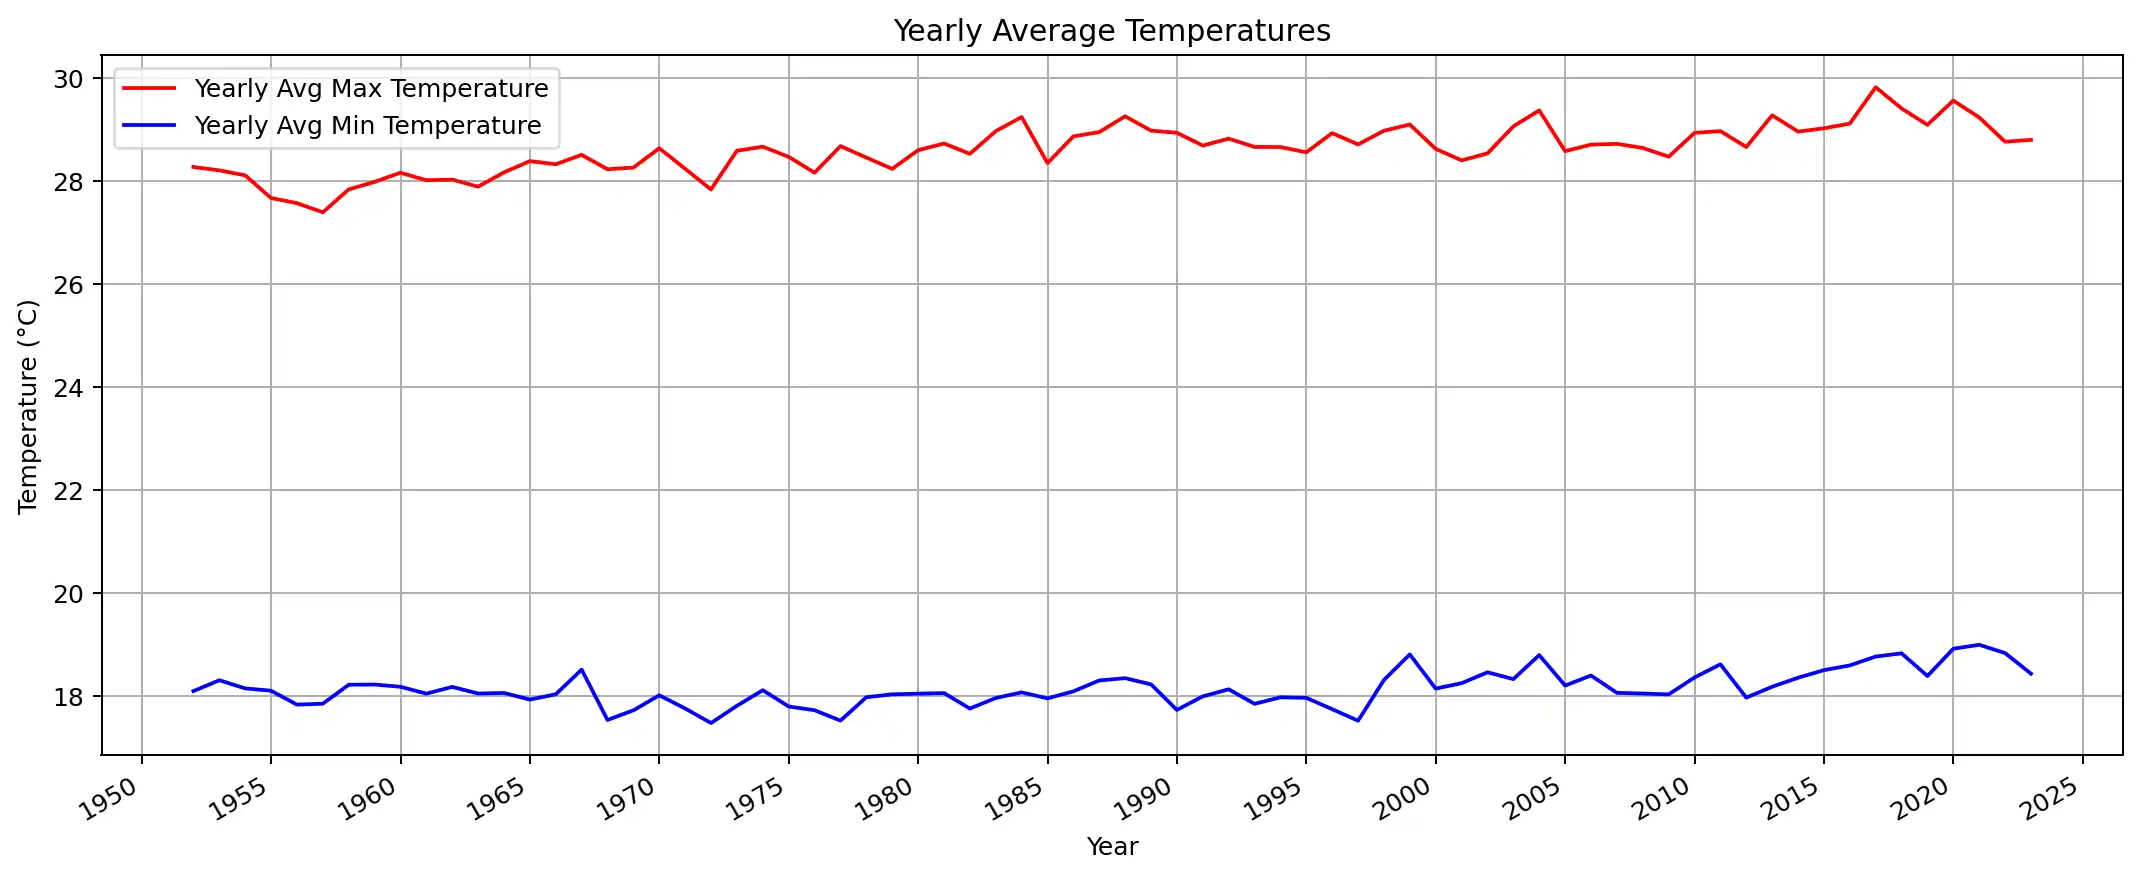 Yearly Average Temperatures
30
Yearly Avg Max Temperature
Yearly Avg Min Temperature
28
26
24
22
20
18
Temperature (°C)
1950 1955 1960 1965 1970 1975 1980 1985 1990 1995 2000 2005 2010 2015 2020 2025
Year